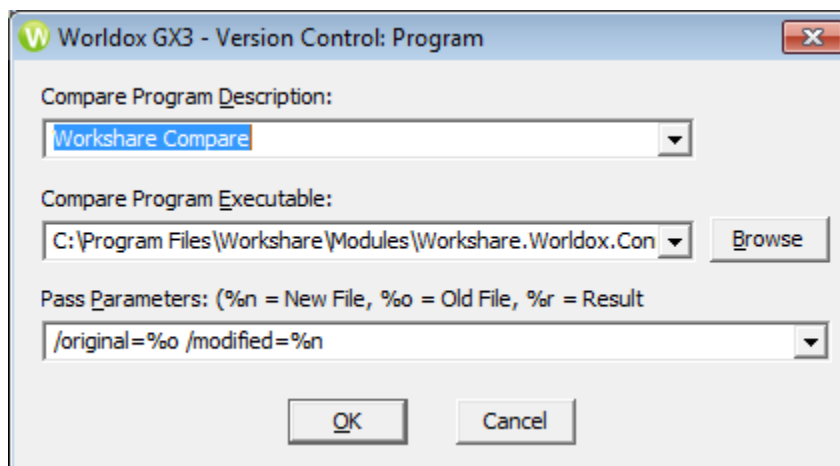 Worldox GX3 - Version Control: Program
Compare Program Description:
Workshare Compare
Compare Program Executable:
C:\Program Files\Workshare\Modules\Workshare.Worldox.Con
Browse
Pass Parameters: (%n = New File, %o = Old File, %r = Result
/original=%o /modified=%n
OK Cancel